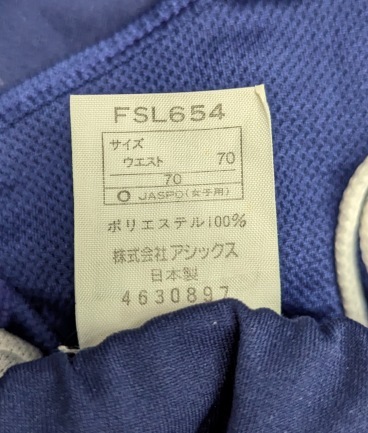 FSL654
サイズ
ウエスト 70
70
JASPO(女子用)
ポリエステル100%
株式会社アシックス
日本製
4630897